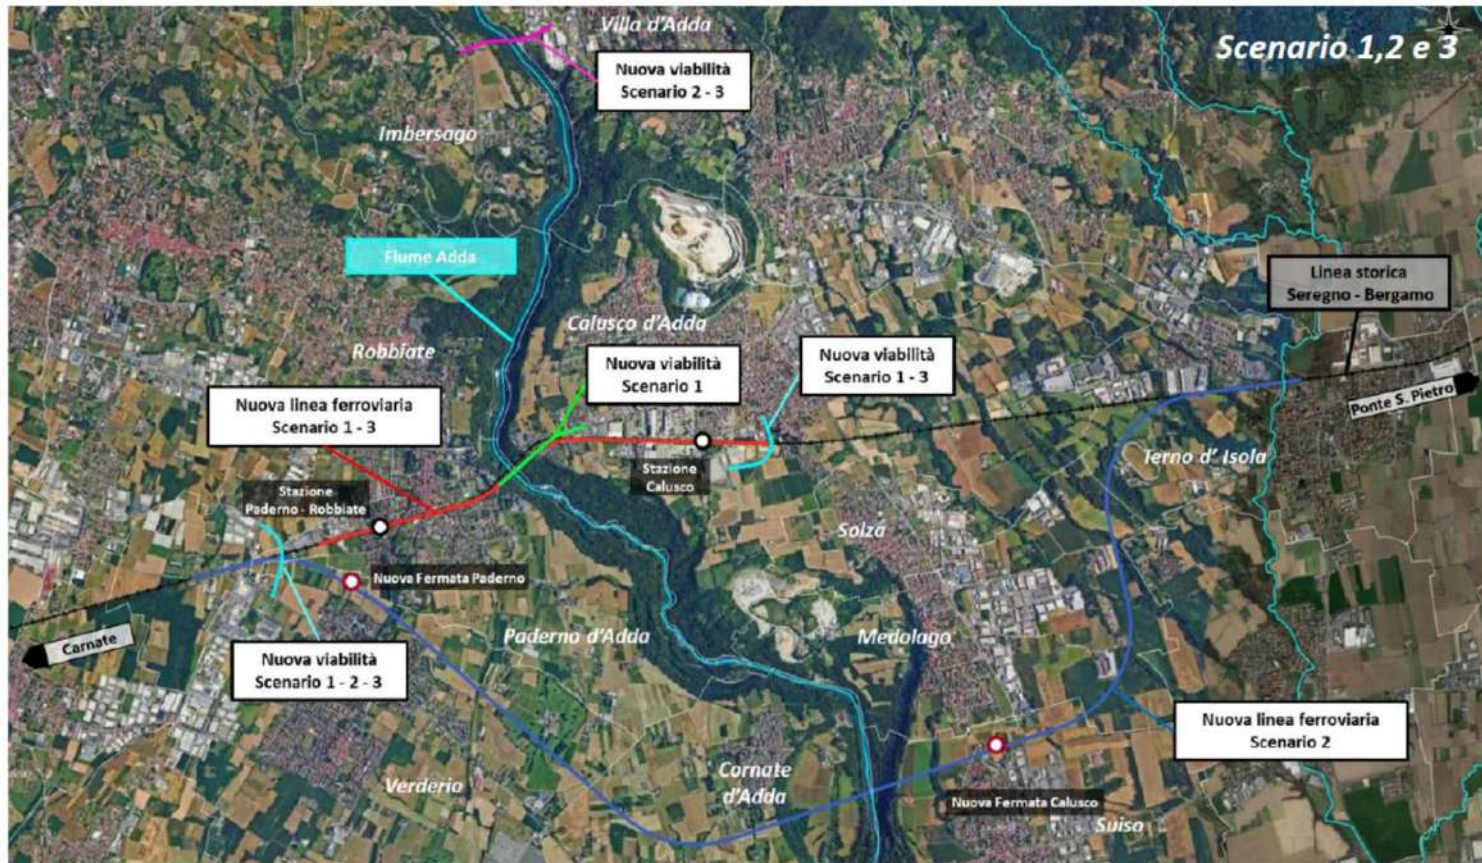 Villa d'Adda
Scenario 1,2 e 3
Nuova viabilità
Scenario 2 - 3
Imbersago
Fiume Adda
Linea storica
Seregno - Bergamo
Calusco d'Adda
Robbiate
Nuova viabilità
Scenario 1
Nuova viabilità
Scenario 1 - 3
Ponte S. Pietro
Nuova linea ferroviaria
Scenario 1 - 3
Terno d' Isola
Stazione
Calusco
Stazione
Paderno - Robbiate
Solza
Nuova Fermata Paderno
Paderno d'Adda
Medolago
Carnate
Nuova viabilità
Scenario 1 - 2 - 3
Nuova linea ferroviaria
Scenario 2
Verderio
Cornate
d'Adda
Nuova Fermata Calusco
Suiso